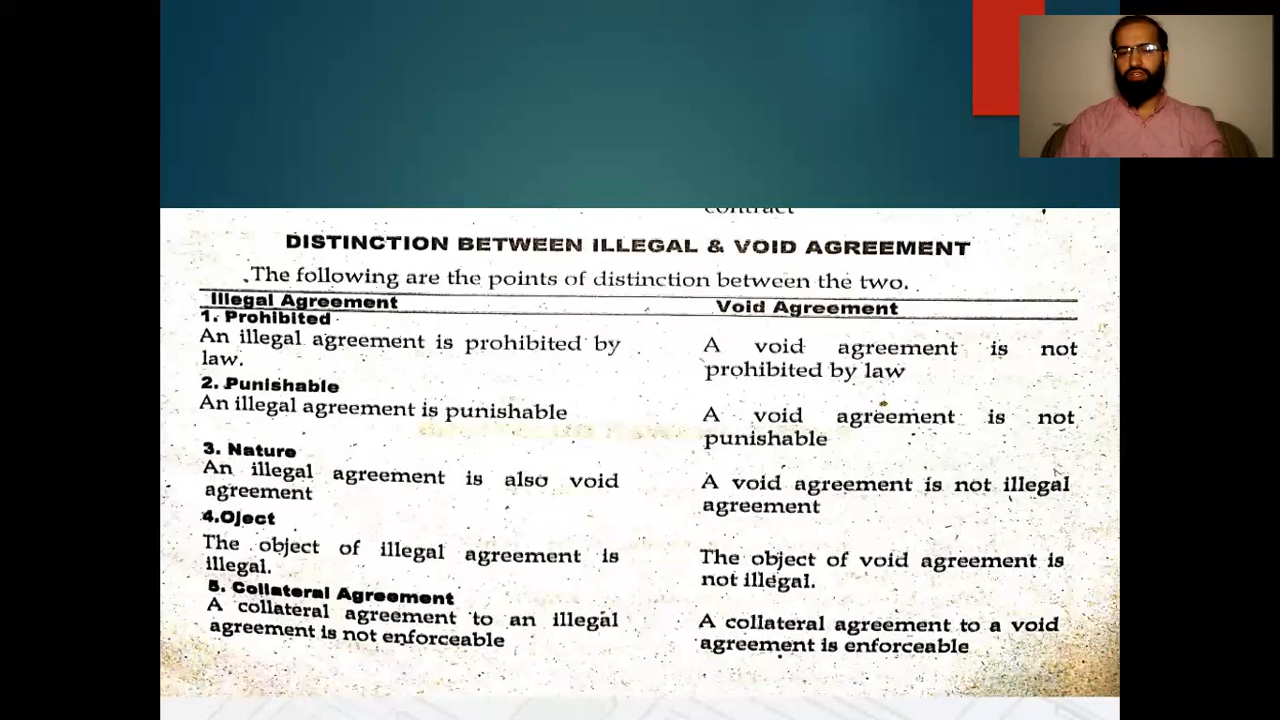 contract
DISTINCTION BETWEEN ILLEGAL & VOID AGREEMENT
The following are the points of distinction between the two.
Illegal Agreement
Void Agreement
1. Prohibited
An illegal agreement is prohibited by
law.
A void agreement is not
prohibited by law
2. Punishable
An illegal agreement is punishable
A void agreement is not
punishable
3. Nature
An illegal agreement is also void
agreement
A void agreement is not illegal
agreement
4.Oject
The object of illegal agreement is
illegal.
The object of void agreement is
not illegal.
5. Collateral Agreement
A collateral agreement to an illegal
agreement is not enforceable
A collateral agreement to a void
agreement is enforceable